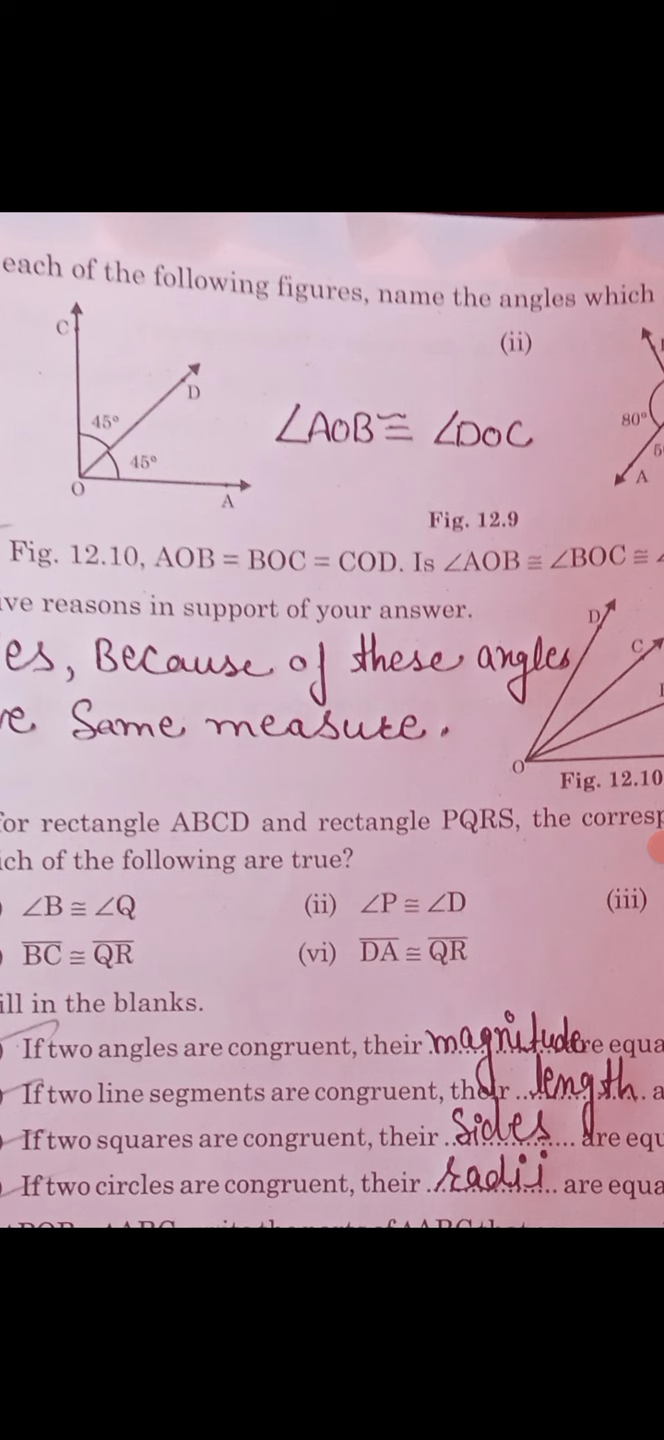 each of the following figures, name the angles which
(ii)
C
D
45°
45°
O
A
∠AOB ≅ ∠DOC
80°
A
Fig. 12.9
Fig. 12.10, AOB = BOC = COD. Is ∠AOB ≅ ∠BOC ≅ ∠
ve reasons in support of your answer.
es, Because of these angles
e Same measure.
D
C
O
Fig. 12.10
for rectangle ABCD and rectangle PQRS, the corresp
ich of the following are true?
∠B ≅ ∠Q (ii) ∠P ≅ ∠D (iii)
BC ≅ QR (vi) DA ≅ QR
ill in the blanks.
If two angles are congruent, their magnitude re equa
If two line segments are congruent, their length a
If two squares are congruent, their sides are equ
If two circles are congruent, their radii are equa